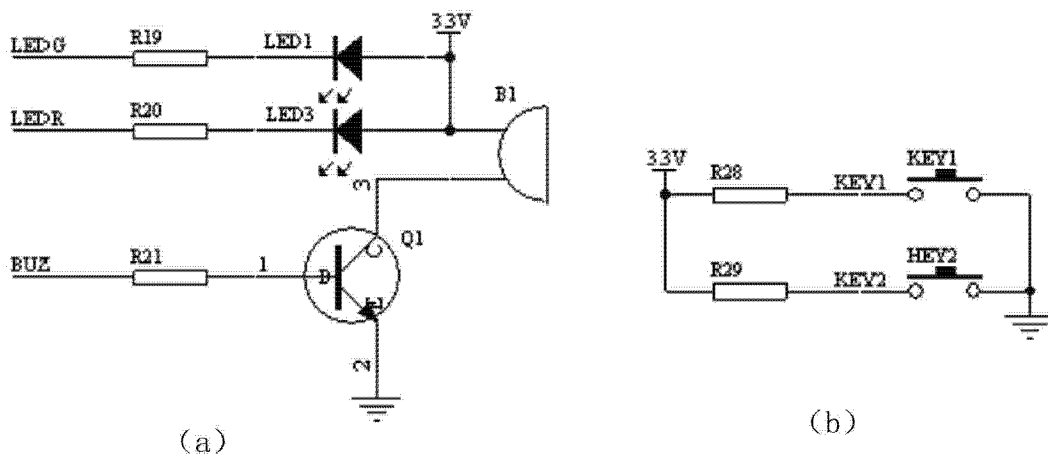 3.3V
LEDG R19 LED1
B1
LEDR R20 LED3
3
C Q1
BUZ R21 1 B
E
2
(a)
3.3V R28 KEY1 KEY1
R29 KEY2 HEY2
(b)